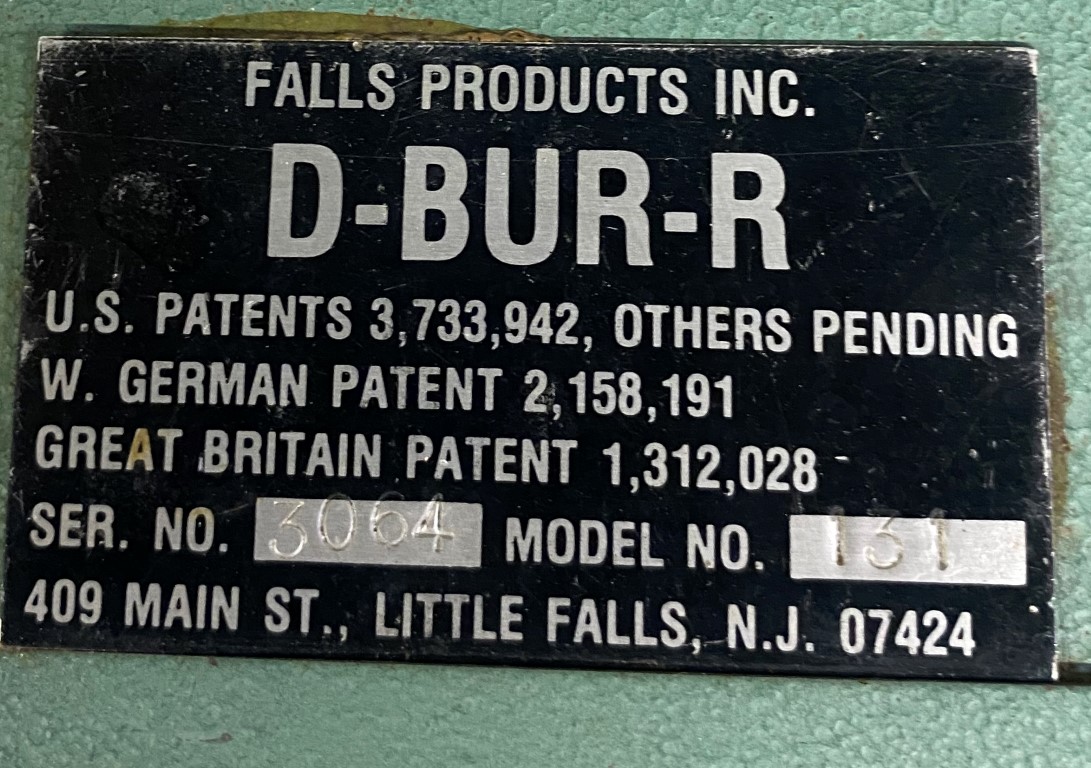 FALLS PRODUCTS INC.
D-BUR-R
U.S. PATENTS 3,733,942, OTHERS PENDING
W. GERMAN PATENT 2,158,191
GREAT BRITAIN PATENT 1,312,028
SER. NO. 3064 MODEL NO. 131
409 MAIN ST., LITTLE FALLS, N.J. 07424